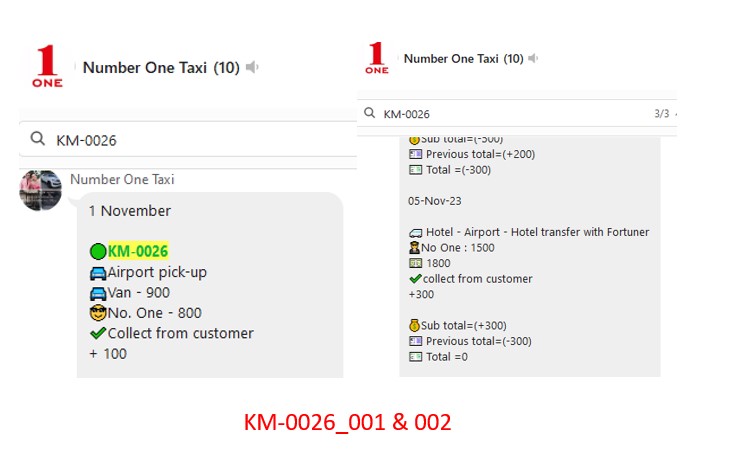 1
ONE
Number One Taxi (10)
KM-0026
Number One Taxi
1 November
KM-0026
Airport pick-up
Van - 900
No. One - 800
Collect from customer
+ 100
1
ONE
Number One Taxi (10)
KM-0026
3/3
Sub total=(-500)
Previous total=(+200)
Total =(-300)
05-Nov-23
Hotel - Airport - Hotel transfer with Fortuner
No One : 1500
1800
collect from customer
+300
Sub total=(+300)
Previous total=(-300)
Total =0
KM-0026_001 & 002